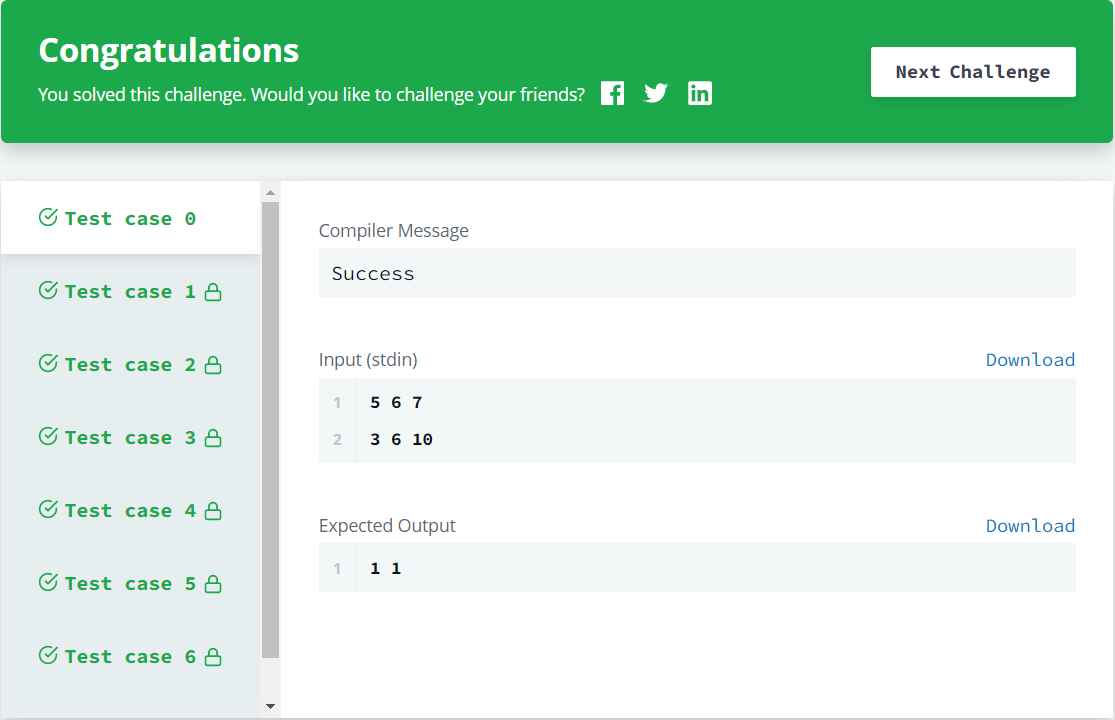 Congratulations
You solved this challenge. Would you like to challenge your friends?
Next Challenge
Test case 0
Test case 1
Test case 2
Test case 3
Test case 4
Test case 5
Test case 6
Compiler Message
Success
Input (stdin)
Download
1 5 6 7
2 3 6 10
Expected Output
Download
1 1 1